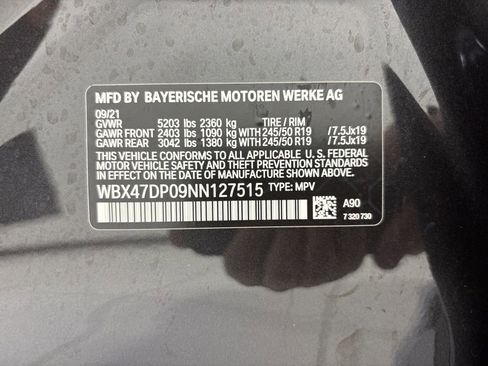 MFD BY BAYERISCHE MOTOREN WERKE AG
09/21
GVWR 5203 lbs 2360 kg TIRE / RIM
GAWR FRONT 2403 lbs 1090 kg WITH 245/50 R19 /7.5Jx19
GAWR REAR 3042 lbs 1380 kg WITH 245/50 R19 /7.5Jx19
THIS VEHICLE CONFORMS TO ALL APPLICABLE U. S. FEDERAL
MOTOR VEHICLE SAFETY, BUMPER, AND THEFT PREVENTION
STANDARDS IN EFFECT ON THE DATE OF MANUFACTURE SHOWN ABOVE.
WBX47DP09NN127515 TYPE: MPV
A90
7 320 730